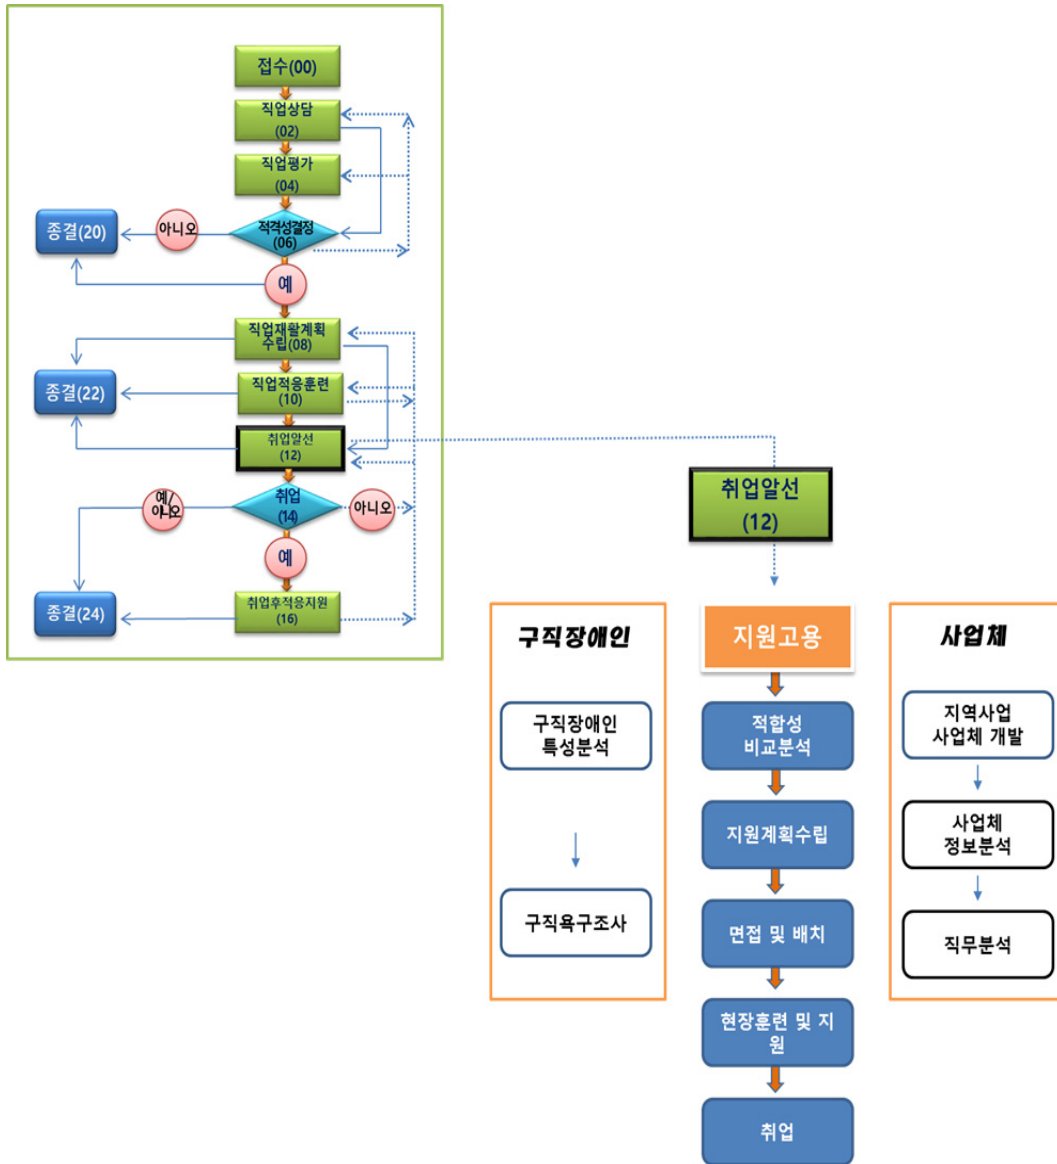 접수(00)
직업상담
(02)
직업평가
(04)
적격성결정
(06)
아니오
종결(20)
예
직업재활계획
수립(08)
직업적응훈련
(10)
종결(22)
취업알선
(12)
취업
(14)
예/
아니오
아니오
예
취업후적응지원
(16)
종결(24)
취업알선
(12)
구직장애인
구직장애인
특성분석
구직욕구조사
지원고용
적합성
비교분석
지원계획수립
면접 및 배치
현장훈련 및 지
원
취업
사업체
지역사업
사업체 개발
사업체
정보분석
직무분석